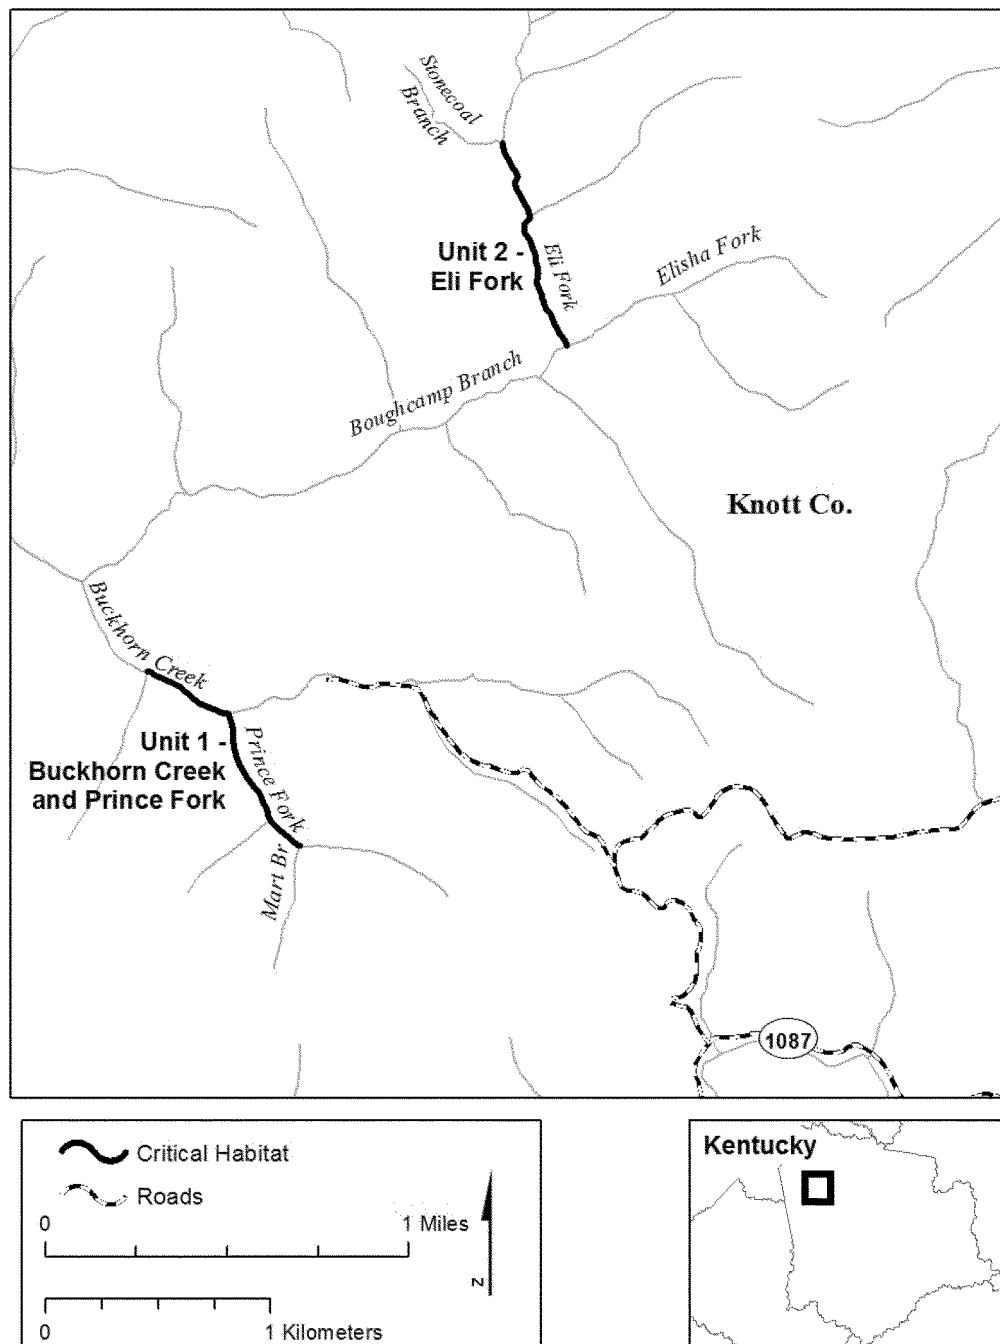 Stonecoal
Branch
Unit 2 -
Eli Fork
Eli Fork
Elisha Fork
Boughcamp Branch
Knott Co.
Buckhorn Creek
Unit 1 -
Buckhorn Creek
and Prince Fork
Prince Fork
Mart Br
1087
Critical Habitat
Roads
0 1 Miles
N
0 1 Kilometers
Kentucky